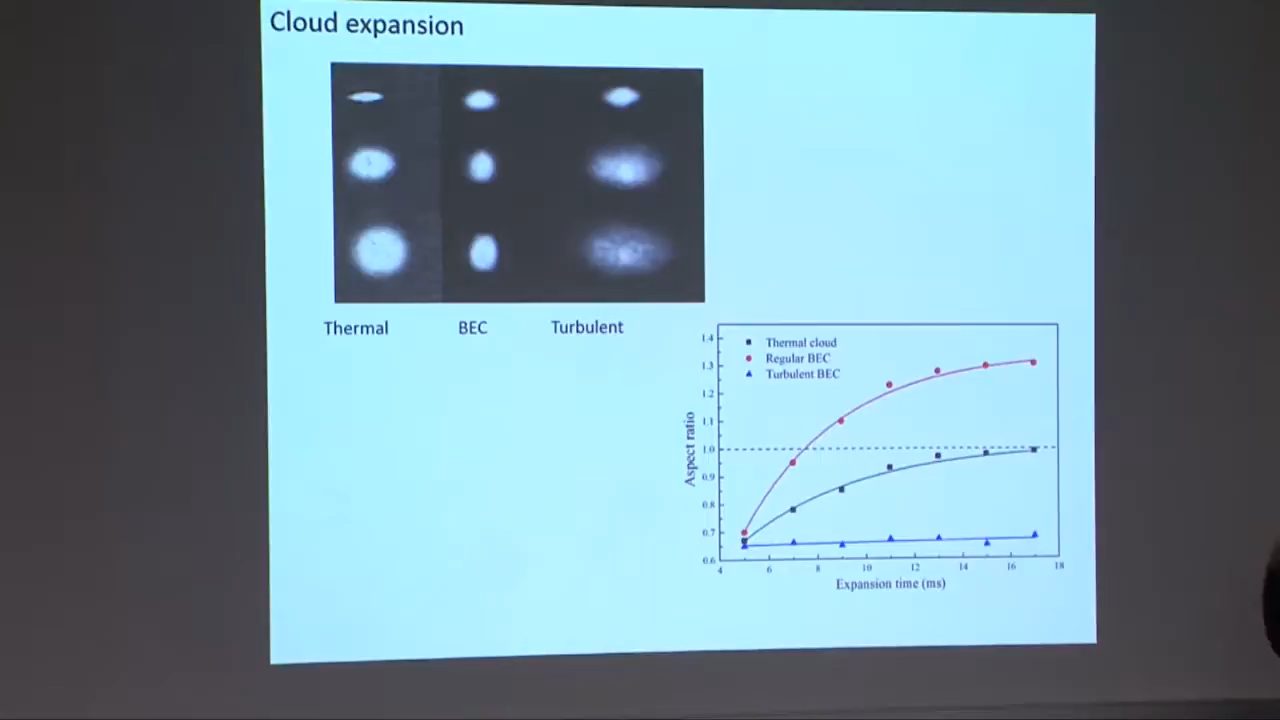 Cloud expansion
Thermal BEC Turbulent
Thermal cloud
Regular BEC
Turbulent BEC
1.4
1.3
1.2
1.1
1.0
0.9
0.8
0.7
0.6
Aspect ratio
4 6 8 10 12 14 16 18
Expansion time (ms)